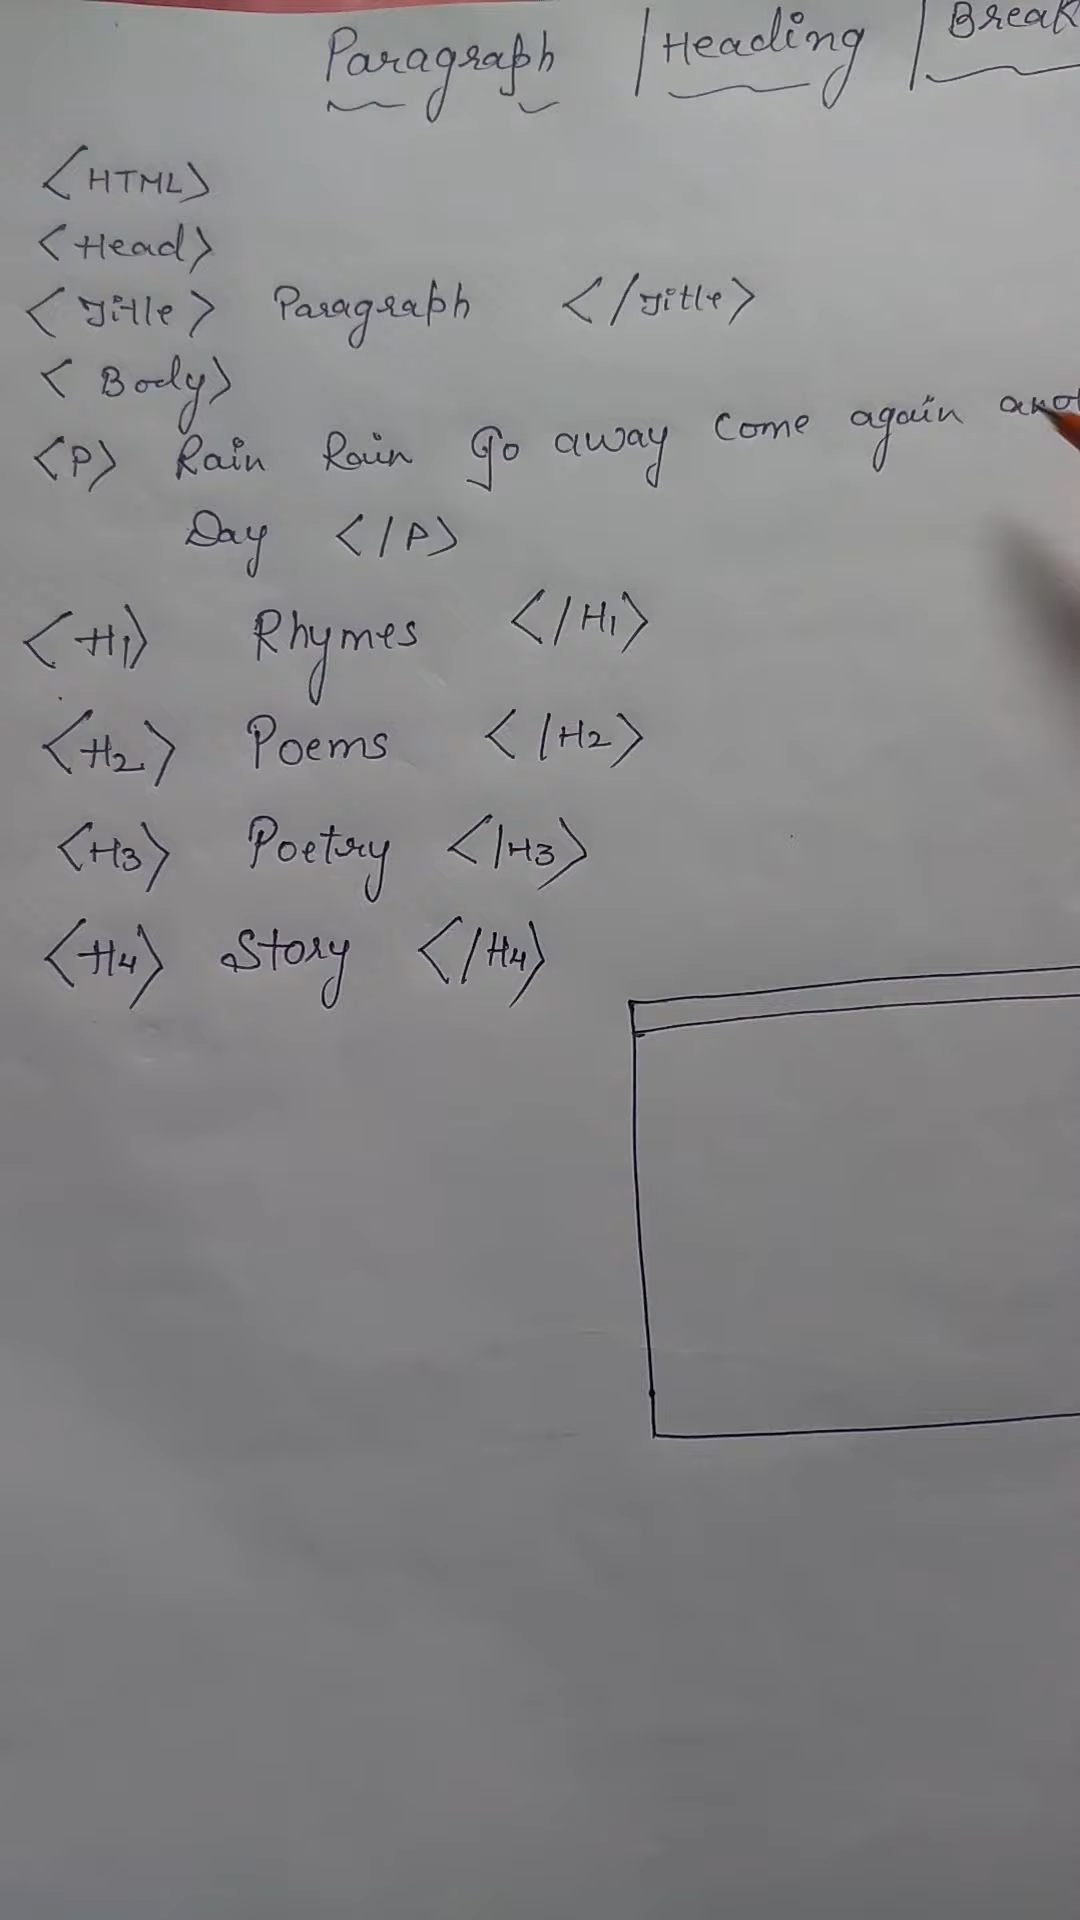 Paragraph / Heading / Break
<HTML>
<Head>
<Title> Paragraph </Title>
<Body>
<P> Rain Rain Go away come again
Day </P>
<H1> Rhymes </H1>
<H2> Poems </H2>
<H3> Poetry </H3>
<H4> Story </H4>